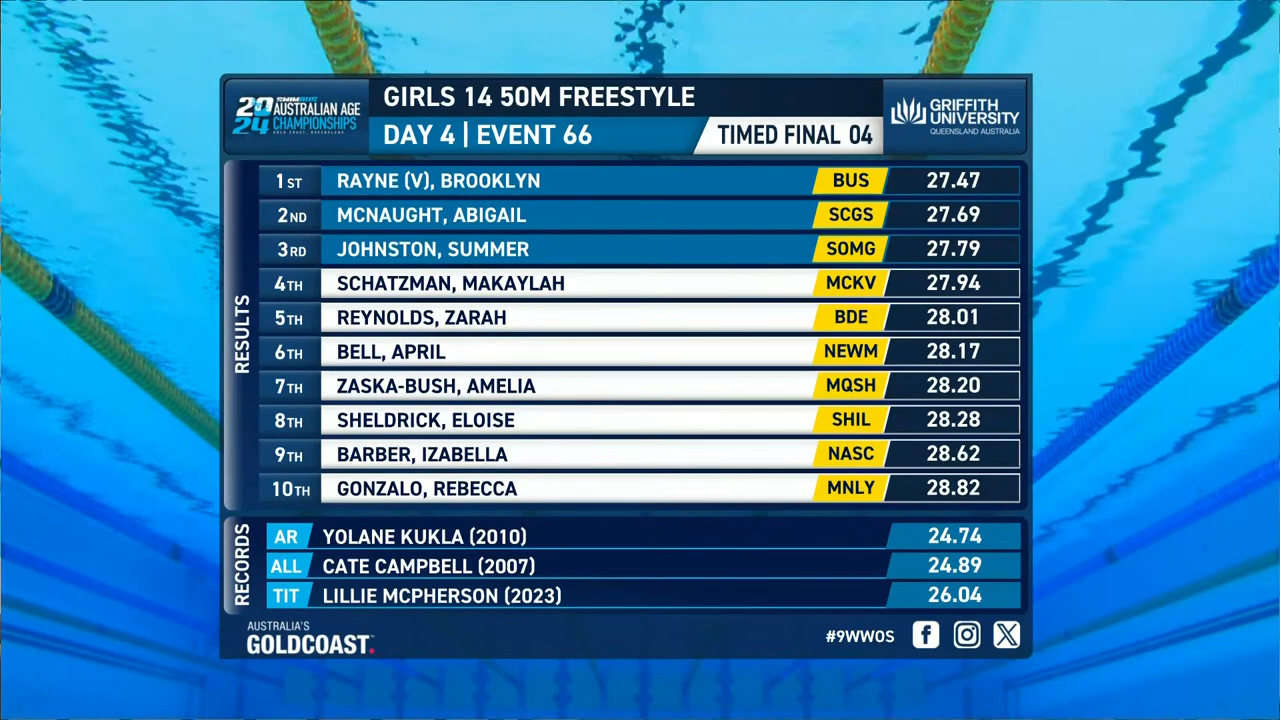 2024 AUSTRALIAN AGE CHAMPIONSHIPS
GIRLS 14 50M FREESTYLE
DAY 4 | EVENT 66
TIMED FINAL 04
GRIFFITH
UNIVERSITY
QUEENSLAND AUSTRALIA
RESULTS
1ST RAYNE (V), BROOKLYN BUS 27.47
2ND MCNAUGHT, ABIGAIL SCGS 27.69
3RD JOHNSTON, SUMMER SOMG 27.79
4TH SCHATZMAN, MAKAYLAH MCKV 27.94
5TH REYNOLDS, ZARAH BDE 28.01
6TH BELL, APRIL NEWM 28.17
7TH ZASKA-BUSH, AMELIA MQSH 28.20
8TH SHELDRICK, ELOISE SHIL 28.28
9TH BARBER, IZABELLA NASC 28.62
10TH GONZALO, REBECCA MNLY 28.82
RECORDS
AR YOLANE KUKLA (2010) 24.74
ALL CATE CAMPBELL (2007) 24.89
TIT LILLIE MCPHERSON (2023) 26.04
AUSTRALIA'S
GOLDCOAST.
#9WWOS